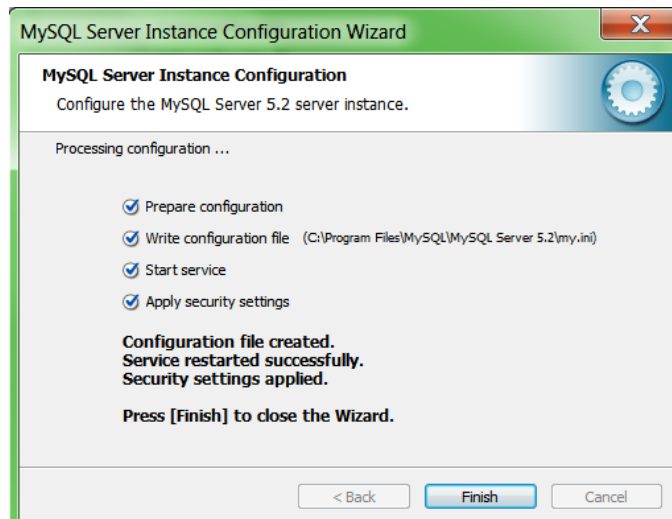 MySQL Server Instance Configuration Wizard
MySQL Server Instance Configuration
Configure the MySQL Server 5.2 server instance.
Processing configuration ...
Prepare configuration
Write configuration file (C:\Program Files\MySQL\MySQL Server 5.2\my.ini)
Start service
Apply security settings
Configuration file created.
Service restarted successfully.
Security settings applied.
Press [Finish] to close the Wizard.
< Back Finish Cancel